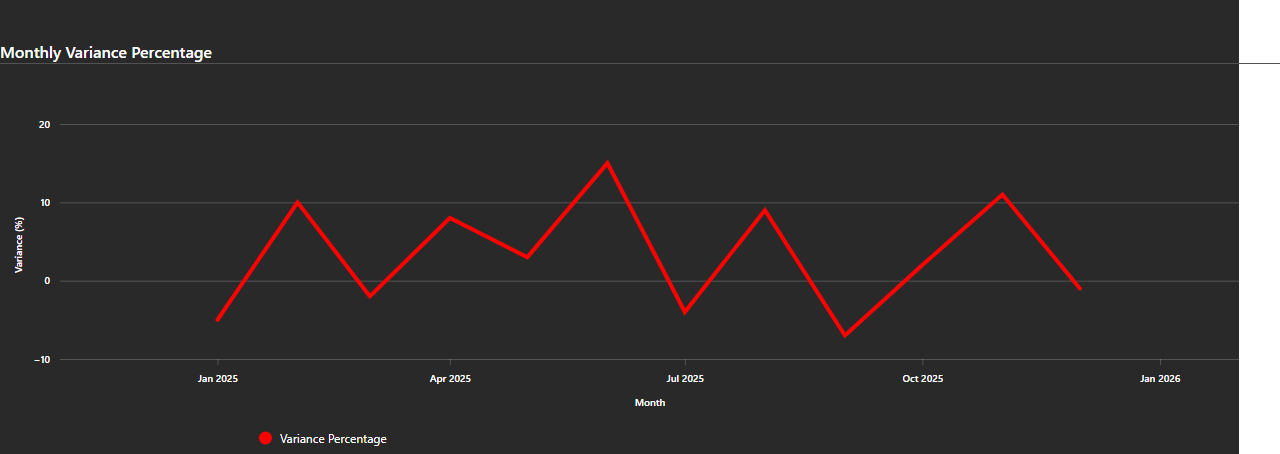 Monthly Variance Percentage
20
10
0
−10
Variance (%)
Jan 2025 Apr 2025 Jul 2025 Oct 2025 Jan 2026
Month
Variance Percentage